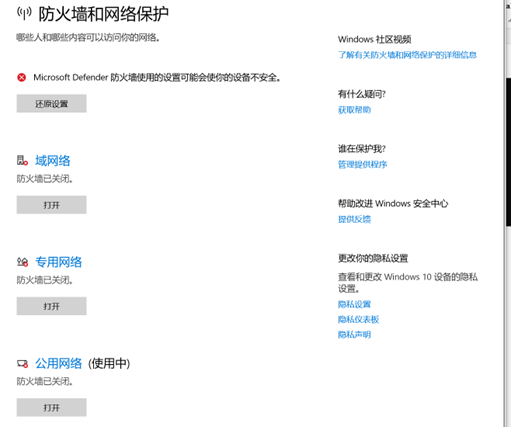 防火墙和网络保护
哪些人和哪些内容可以访问你的网络。
Microsoft Defender 防火墙使用的设置可能会使你的设备不安全。
还原设置
域网络
防火墙已关闭。
打开
专用网络
防火墙已关闭。
打开
公用网络 (使用中)
防火墙已关闭。
打开
Windows 社区视频
了解有关防火墙和网络保护的详细信息
有什么疑问?
获取帮助
谁在保护我?
管理提供程序
帮助改进 Windows 安全中心
提供反馈
更改你的隐私设置
查看和更改 Windows 10 设备的隐私
设置。
隐私设置
隐私仪表板
隐私声明